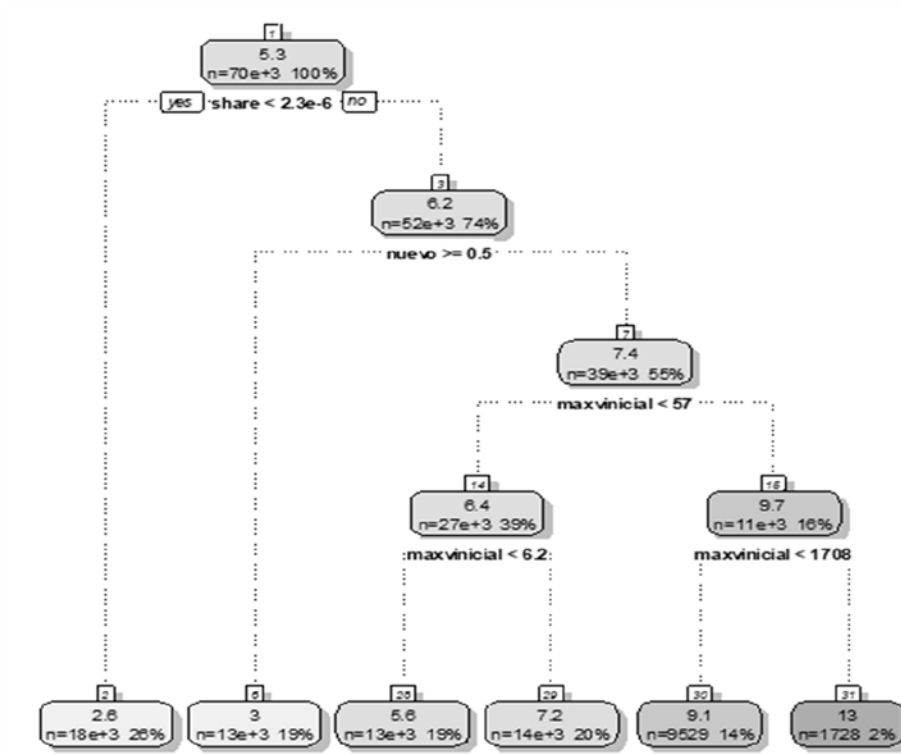 1
5.3
n=70e+3 100%
yes share < 2.3e-6 no
3
6.2
n=52e+3 74%
nuevo >= 0.5
7
7.4
n=39e+3 55%
maxvinicial < 57
14 15
6.4 9.7
n=27e+3 39% n=11e+3 16%
maxvinicial < 6.2 maxvinicial < 1708
2 6 28 29 30 31
2.6 3 5.6 7.2 9.1 13
n=18e+3 26% n=13e+3 19% n=13e+3 19% n=14e+3 20% n=9529 14% n=1728 2%